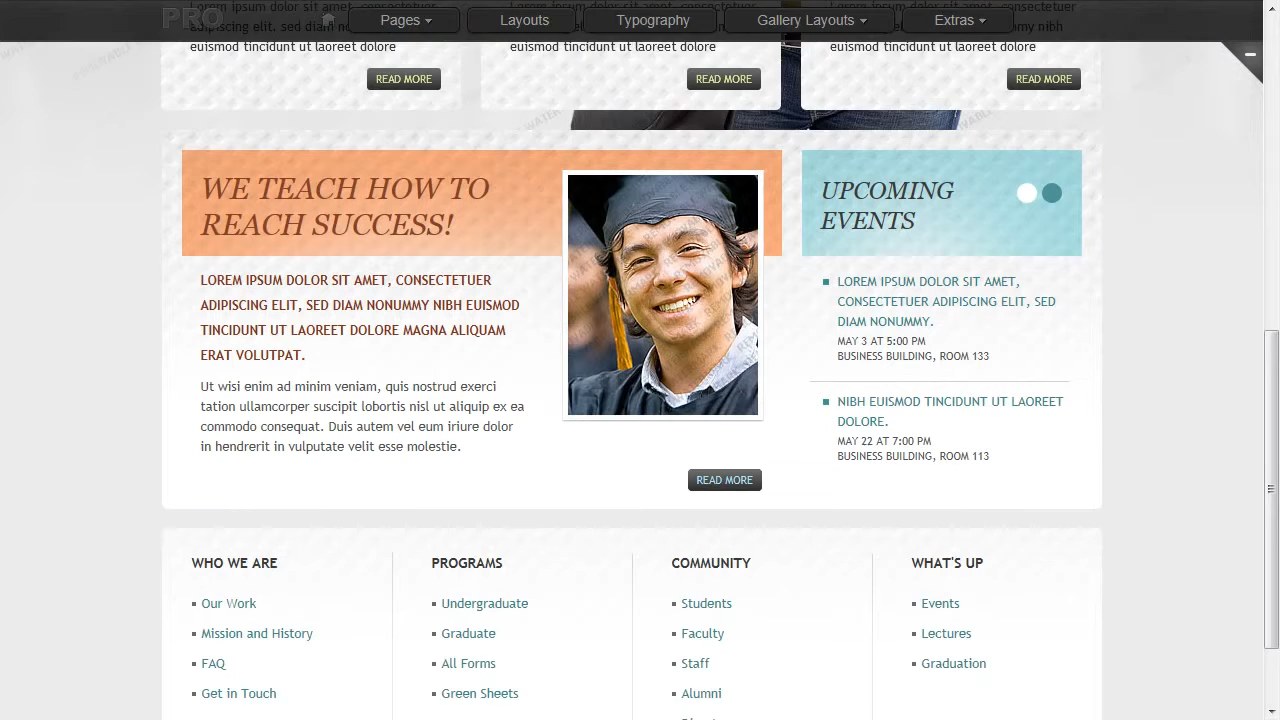 PRO
Pages
Layouts
Typography
Gallery Layouts
Extras
adipiscing elit. sed diam nonummy nibh
euismod tincidunt ut laoreet dolore
euismod tincidunt ut laoreet dolore
euismod tincidunt ut laoreet dolore
READ MORE
READ MORE
READ MORE
WE TEACH HOW TO
REACH SUCCESS!
LOREM IPSUM DOLOR SIT AMET, CONSECTETUER
ADIPISCING ELIT, SED DIAM NONUMMY NIBH EUISMOD
TINCIDUNT UT LAOREET DOLORE MAGNA ALIQUAM
ERAT VOLUTPAT.
Ut wisi enim ad minim veniam, quis nostrud exerci
tation ullamcorper suscipit lobortis nisl ut aliquip ex ea
commodo consequat. Duis autem vel eum iriure dolor
in hendrerit in vulputate velit esse molestie.
READ MORE
UPCOMING
EVENTS
LOREM IPSUM DOLOR SIT AMET,
CONSECTETUER ADIPISCING ELIT, SED
DIAM NONUMMY.
MAY 3 AT 5:00 PM
BUSINESS BUILDING, ROOM 133
NIBH EUISMOD TINCIDUNT UT LAOREET
DOLORE.
MAY 22 AT 7:00 PM
BUSINESS BUILDING, ROOM 113
WHO WE ARE
Our Work
Mission and History
FAQ
Get in Touch
PROGRAMS
Undergraduate
Graduate
All Forms
Green Sheets
COMMUNITY
Students
Faculty
Staff
Alumni
WHAT'S UP
Events
Lectures
Graduation